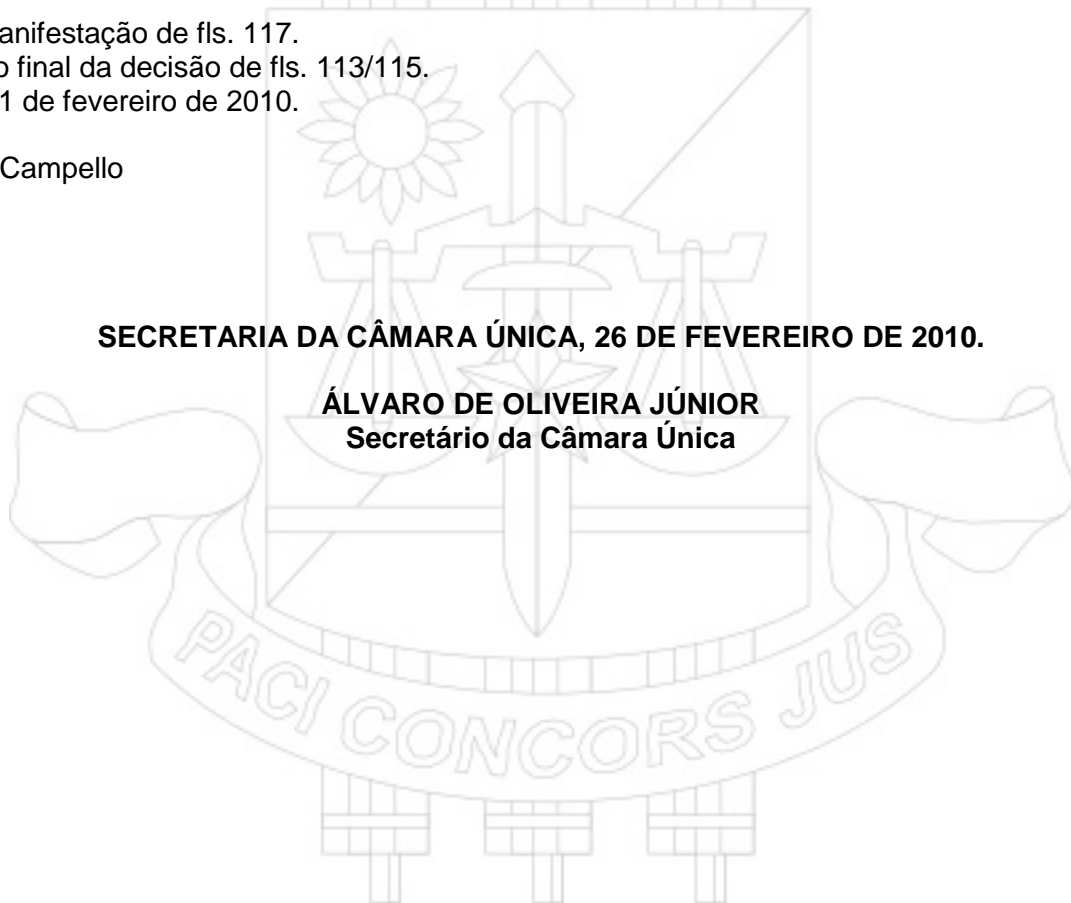 anifestação de fls. 117.
o final da decisão de fls. 113/115.
1 de fevereiro de 2010.
Campello
SECRETARIA DA CÂMARA ÚNICA, 26 DE FEVEREIRO DE 2010.
ÁLVARO DE OLIVEIRA JÚNIOR
Secretário da Câmara Única
PACI CONCORS JUS